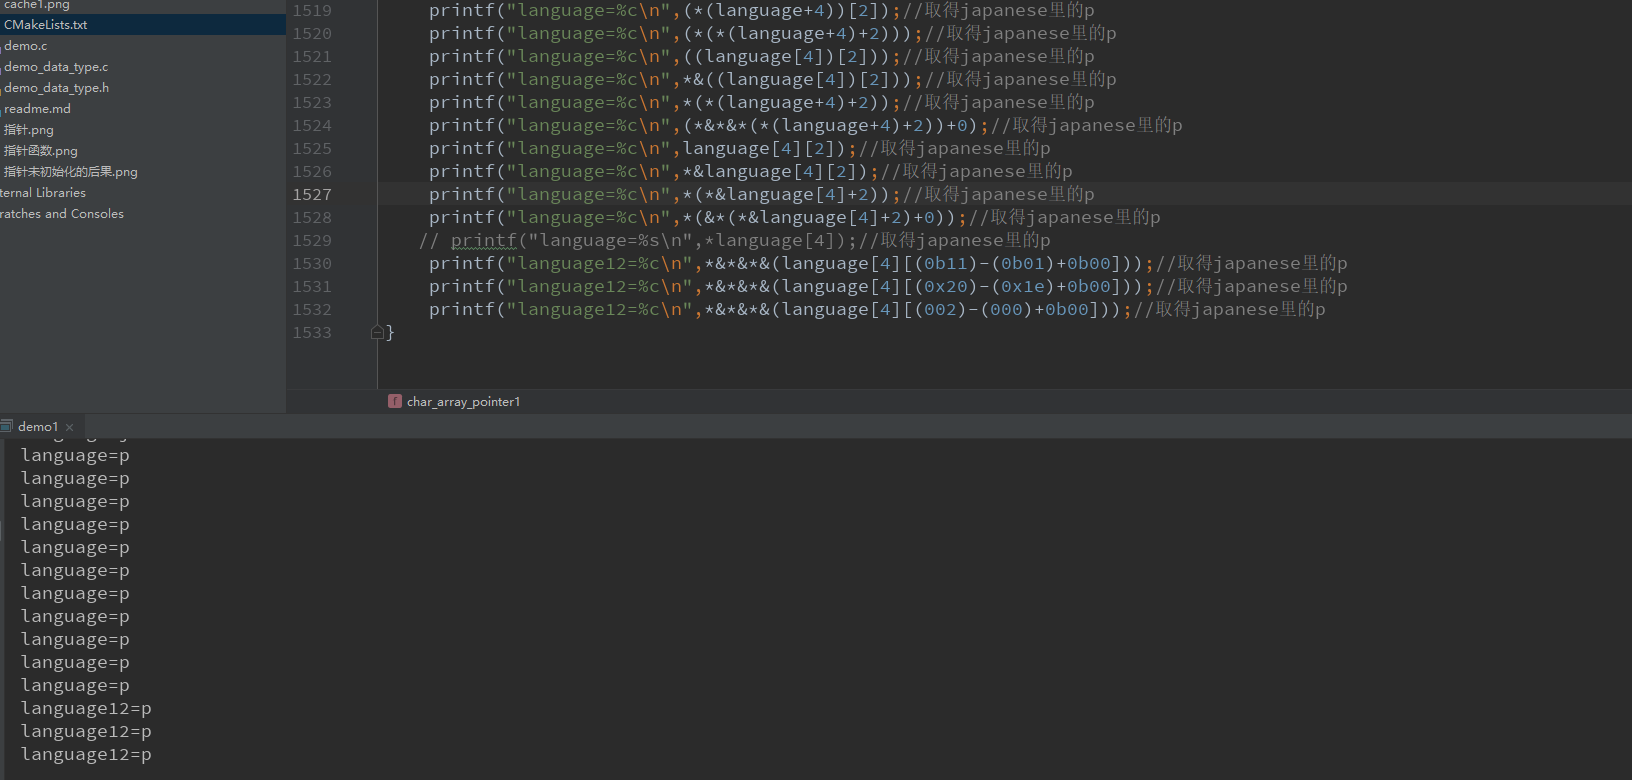 cache1.png
CMakeLists.txt
demo.c
demo_data_type.c
demo_data_type.h
readme.md
指针.png
指针函数.png
指针未初始化的后果.png
ternal Libraries
ratches and Consoles
1519 printf("language=%c\n",(*(language+4))[2]);//取得japanese里的p
1520 printf("language=%c\n",(*(*(language+4)+2)));//取得japanese里的p
1521 printf("language=%c\n",((language[4])[2]));//取得japanese里的p
1522 printf("language=%c\n",*&((language[4])[2]));//取得japanese里的p
1523 printf("language=%c\n",*(*(language+4)+2));//取得japanese里的p
1524 printf("language=%c\n",(*&*&*(*(language+4)+2))+0);//取得japanese里的p
1525 printf("language=%c\n",language[4][2]);//取得japanese里的p
1526 printf("language=%c\n",*&language[4][2]);//取得japanese里的p
1527 printf("language=%c\n",*(*&language[4]+2));//取得japanese里的p
1528 printf("language=%c\n",*(&*(*&language[4]+2)+0));//取得japanese里的p
1529 // printf("language=%s\n",*language[4]);//取得japanese里的p
1530 printf("language12=%c\n",*&*&*&(language[4][(0b11)-(0b01)+0b00]));//取得japanese里的p
1531 printf("language12=%c\n",*&*&*&(language[4][(0x20)-(0x1e)+0b00]));//取得japanese里的p
1532 printf("language12=%c\n",*&*&*&(language[4][(002)-(000)+0b00]));//取得japanese里的p
1533 }
f char_array_pointer1
demo1 ×
language=p
language=p
language=p
language=p
language=p
language=p
language=p
language=p
language=p
language=p
language=p
language12=p
language12=p
language12=p